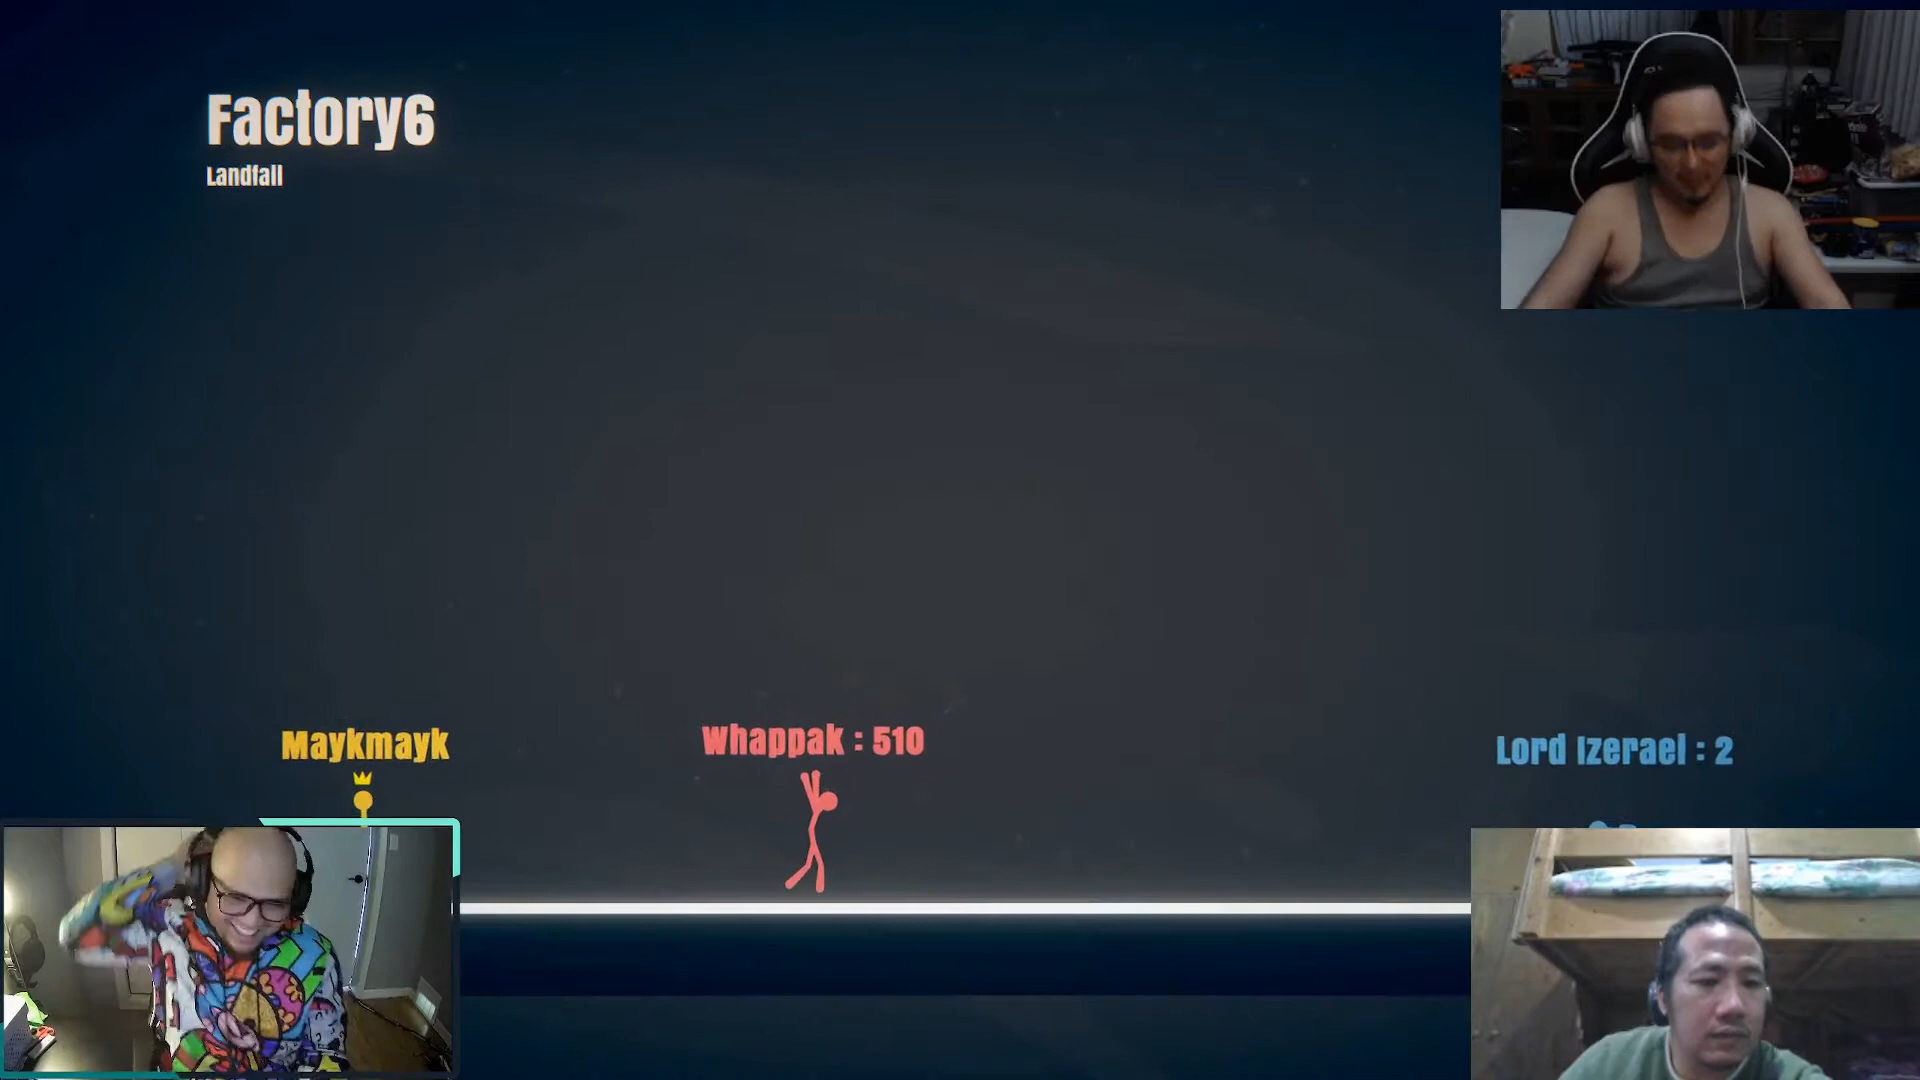 Factory6
Landfall
Maykmayk
Whappak : 510
Lord Izerael : 2